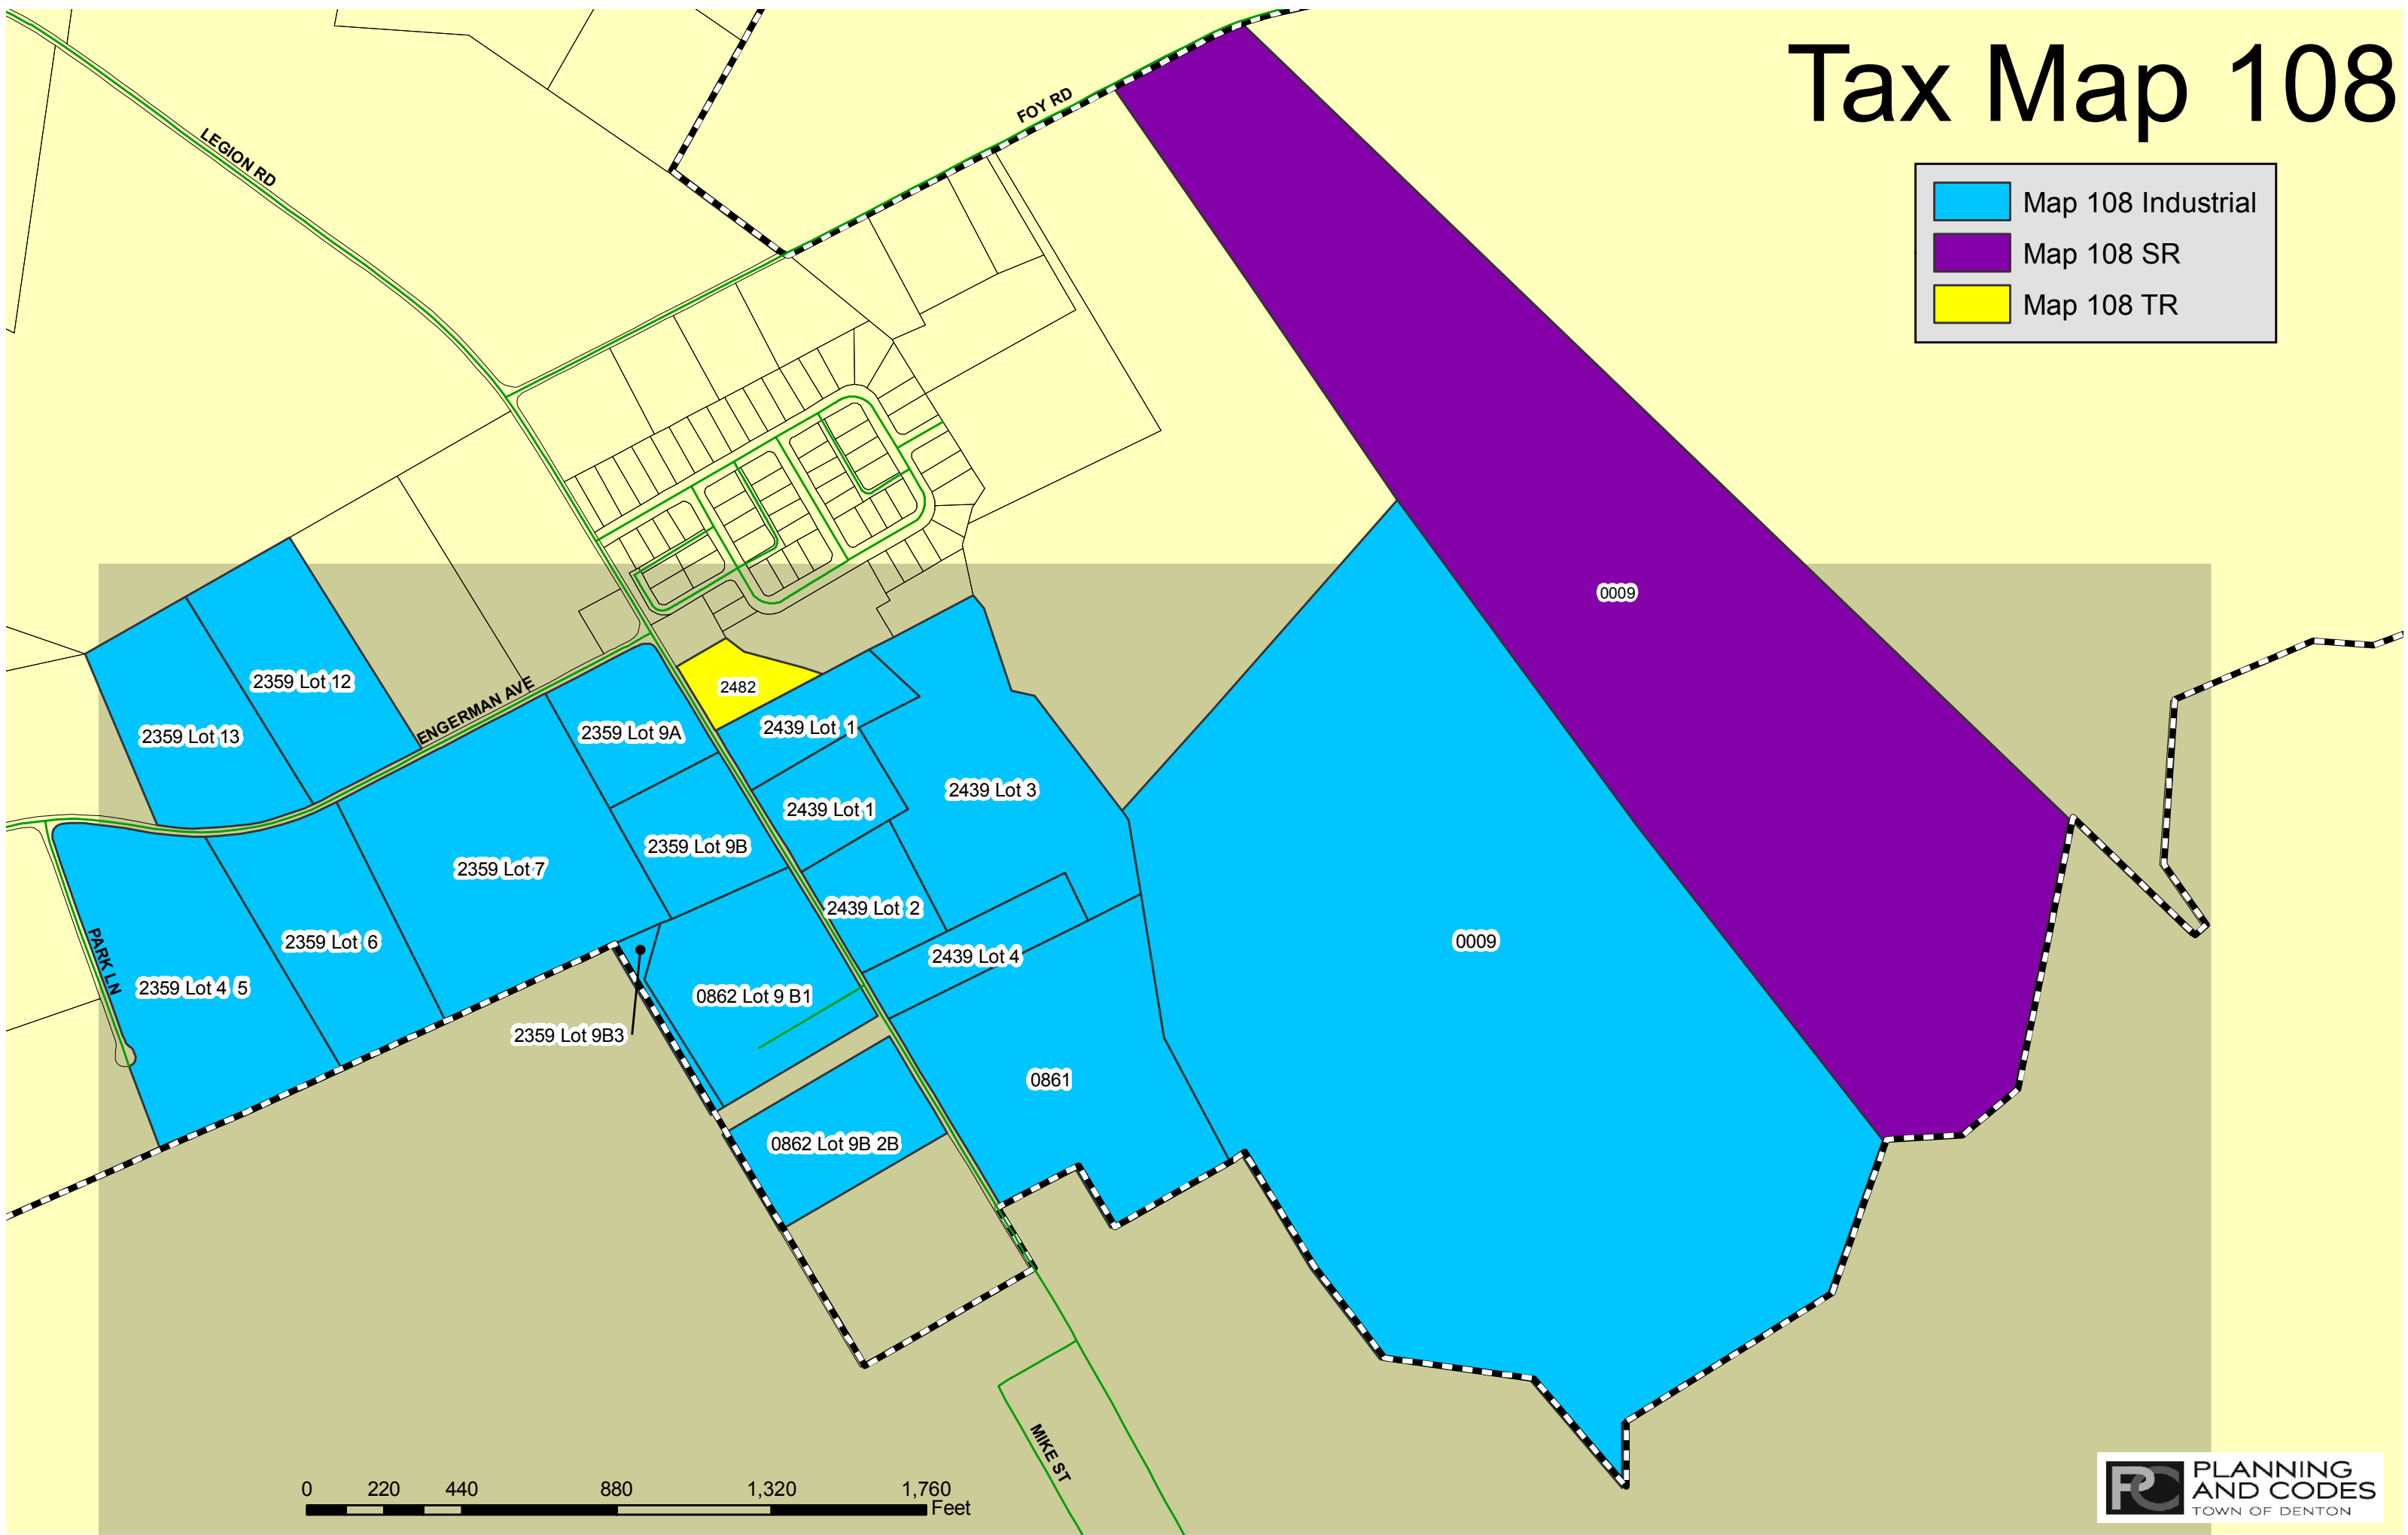 Tax Map 108
Map 108 Industrial
Map 108 SR
Map 108 TR
FOY RD
LEGION RD
0009
2359 Lot 12
2482
ENGERMAN AVE
2359 Lot 13
2359 Lot 9A
2439 Lot 1
2439 Lot 3
2439 Lot 1
2359 Lot 9B
2359 Lot 7
2439 Lot 2
2359 Lot 6
0009
2439 Lot 4
PARK LN
2359 Lot 4 5
0862 Lot 9 B1
2359 Lot 9B3
0861
0862 Lot 9B 2B
MIKE ST
0 220 440 880 1,320 1,760
Feet
PC
PLANNING
AND CODES
TOWN OF DENTON